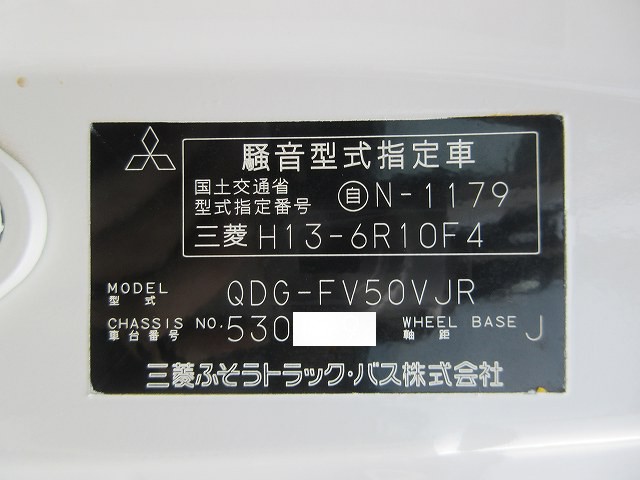 騒音型式指定車
国土交通省
型式指定番号 自N-1179
三菱 H13-6R10F4
MODEL QDG-FV50VJR
型式
CHASSIS NO. 530 WHEEL BASE J
車台番号 軸距
三菱ふそうトラック・バス株式会社